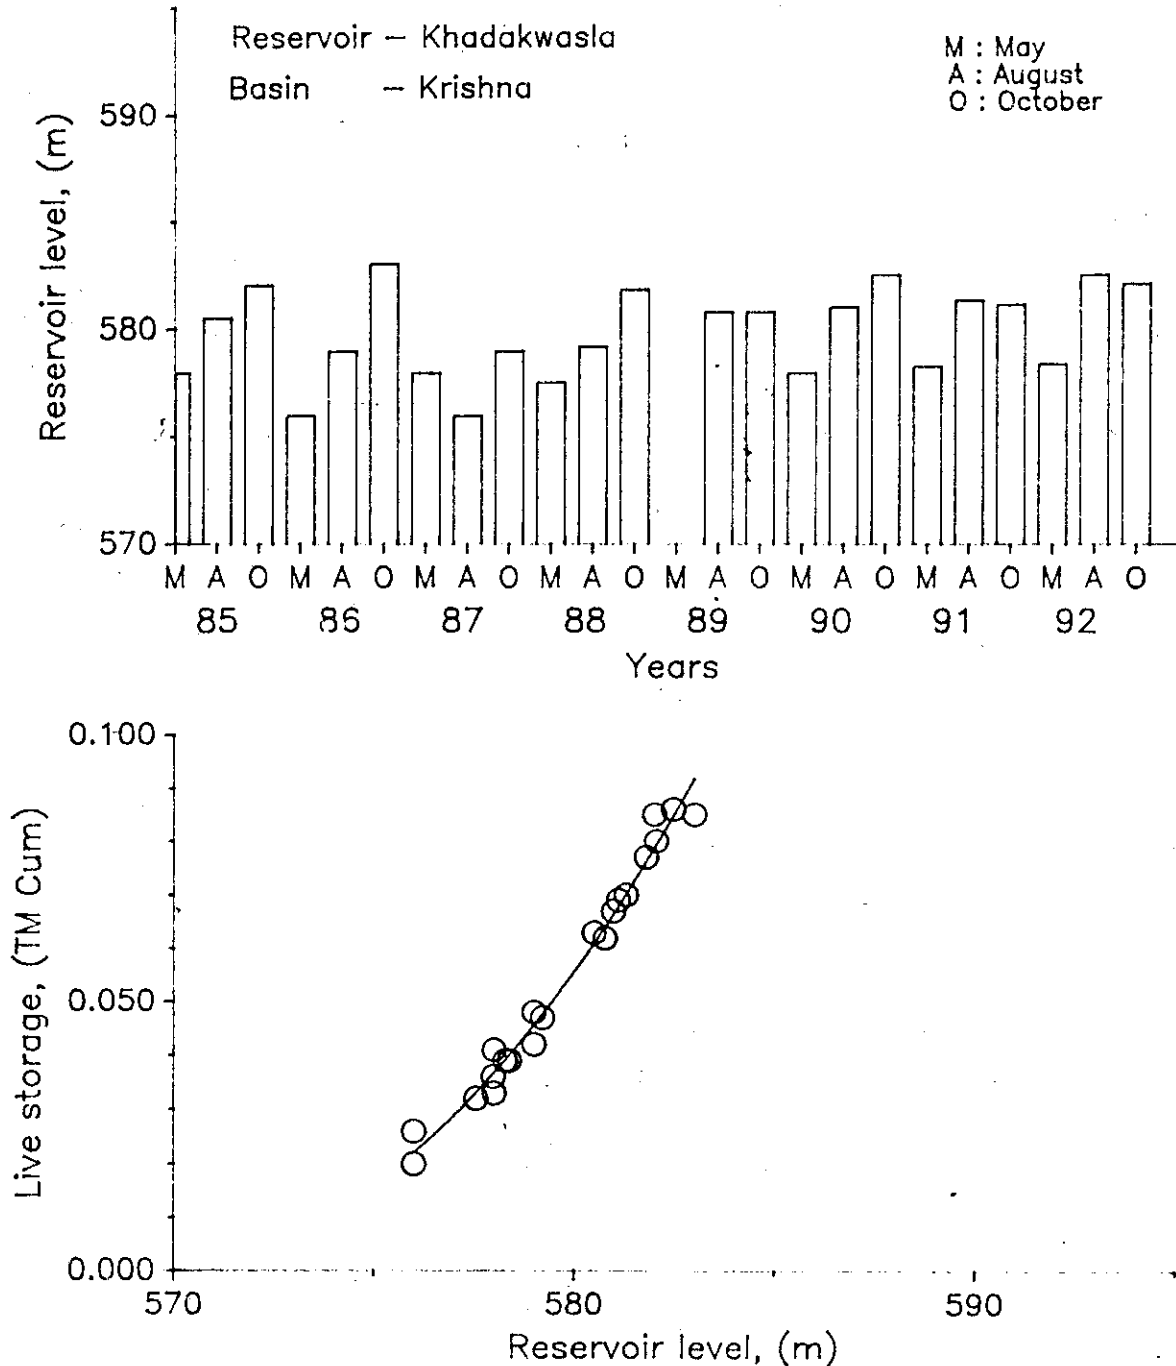 Reservoir – Khadakwasla
Basin – Krishna
M : May
A : August
O : October
Reservoir level, (m)
590
580
570
M A O M A O M A O M A O M A O M A O M A O M A O
85 86 87 88 89 90 91 92
Years
Live storage, (TM Cum)
0.100
0.050
0.000
570 580 590
Reservoir level, (m)